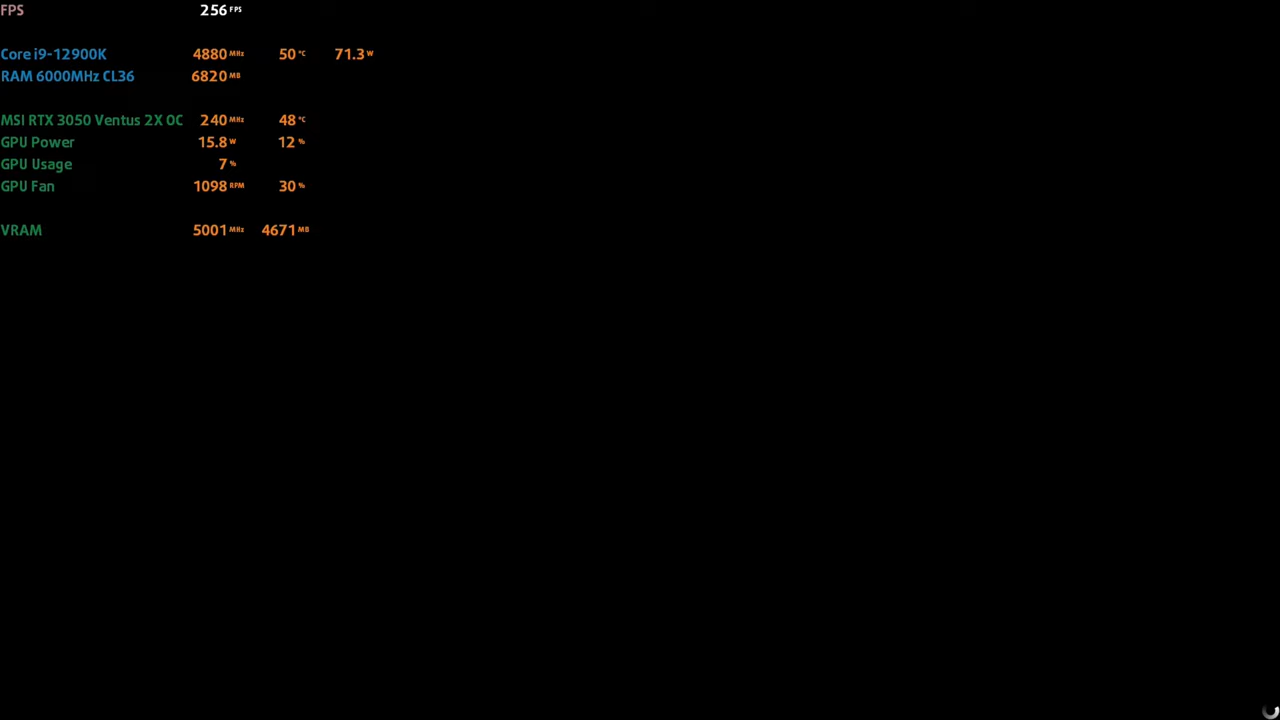 FPS 256 FPS
Core i9-12900K 4880 MHz 50 °C 71.3 W
RAM 6000MHz CL36 6820 MB
MSI RTX 3050 Ventus 2X OC 240 MHz 48 °C
GPU Power 15.8 W 12 %
GPU Usage 7 %
GPU Fan 1098 RPM 30 %
VRAM 5001 MHz 4671 MB